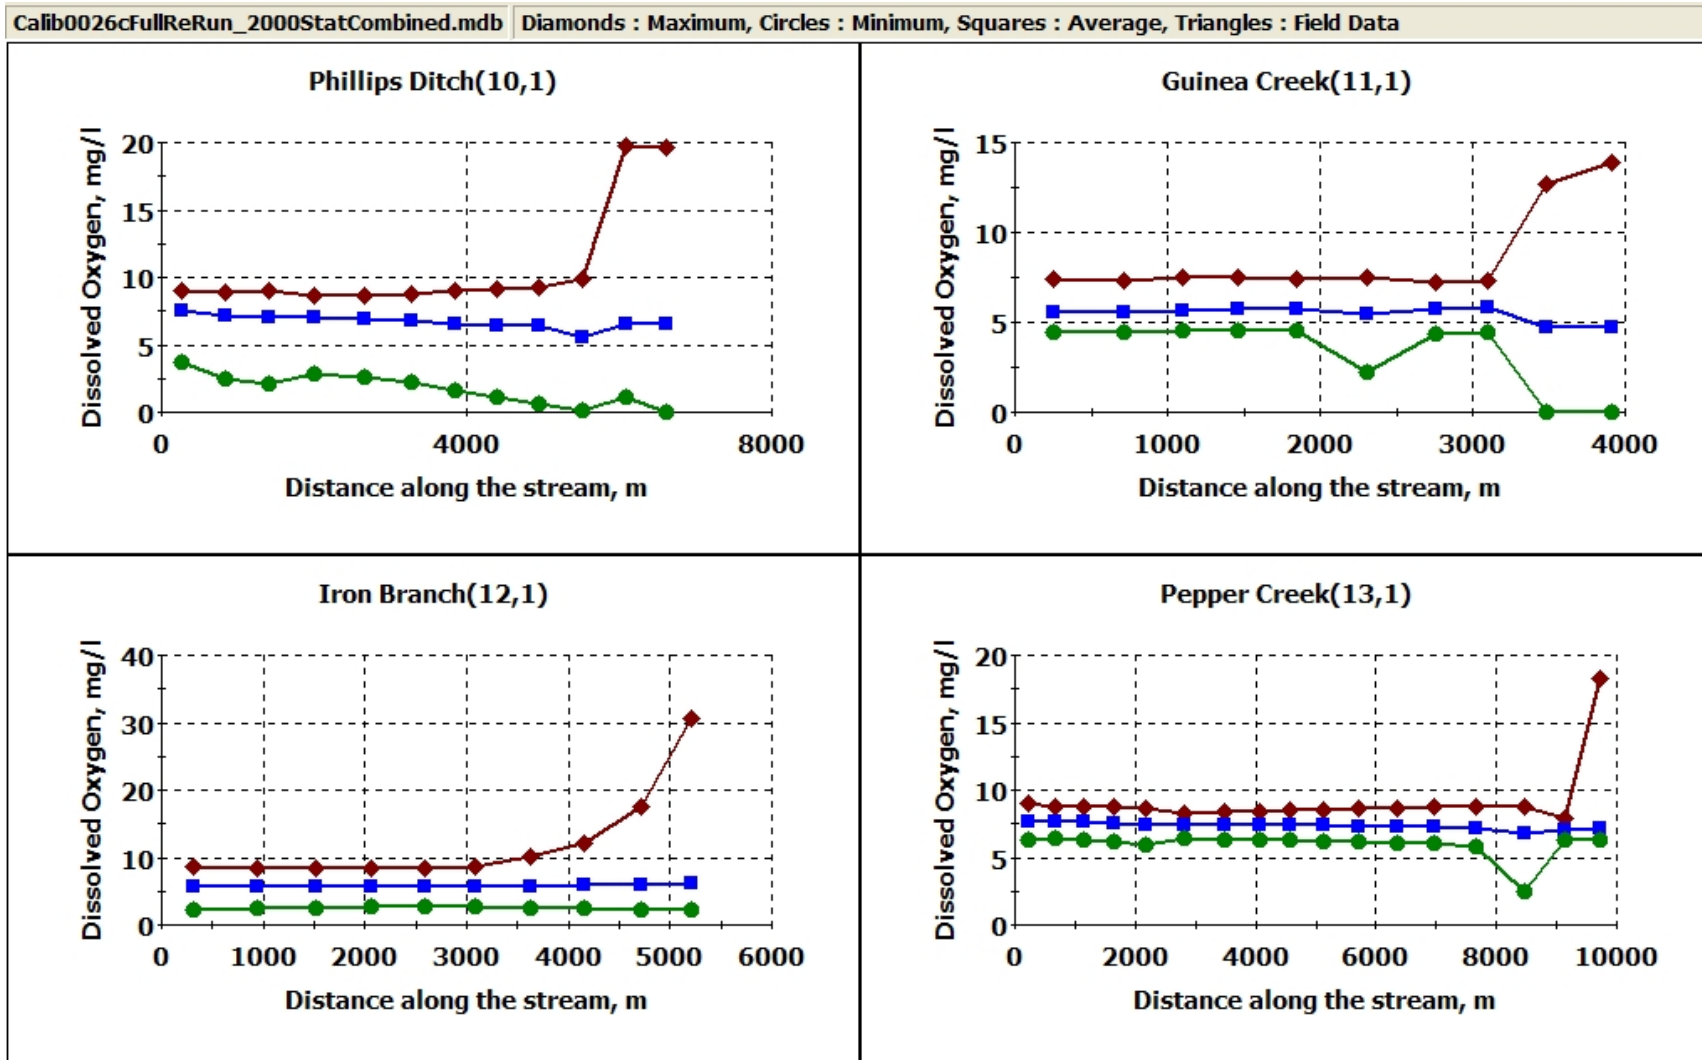 Calib0026cFullReRun_2000StatCombined.mdb Diamonds : Maximum, Circles : Minimum, Squares : Average, Triangles : Field Data
Phillips Ditch(10,1)
Dissolved Oxygen, mg/l
20
15
10
5
0
0 4000 8000
Distance along the stream, m
Guinea Creek(11,1)
Dissolved Oxygen, mg/l
15
10
5
0
0 1000 2000 3000 4000
Distance along the stream, m
Iron Branch(12,1)
Dissolved Oxygen, mg/l
40
30
20
10
0
0 1000 2000 3000 4000 5000 6000
Distance along the stream, m
Pepper Creek(13,1)
Dissolved Oxygen, mg/l
20
15
10
5
0
0 2000 4000 6000 8000 10000
Distance along the stream, m